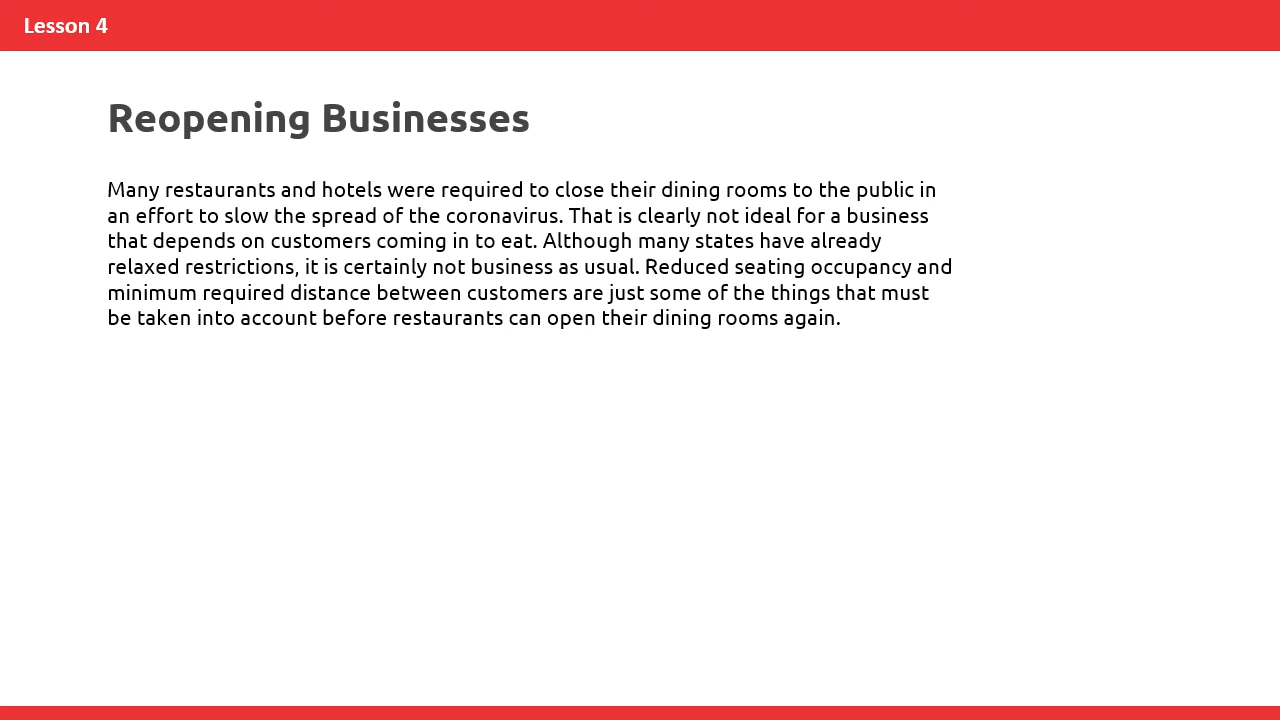 Lesson 4
Reopening Businesses
Many restaurants and hotels were required to close their dining rooms to the public in
an effort to slow the spread of the coronavirus. That is clearly not ideal for a business
that depends on customers coming in to eat. Although many states have already
relaxed restrictions, it is certainly not business as usual. Reduced seating occupancy and
minimum required distance between customers are just some of the things that must
be taken into account before restaurants can open their dining rooms again.